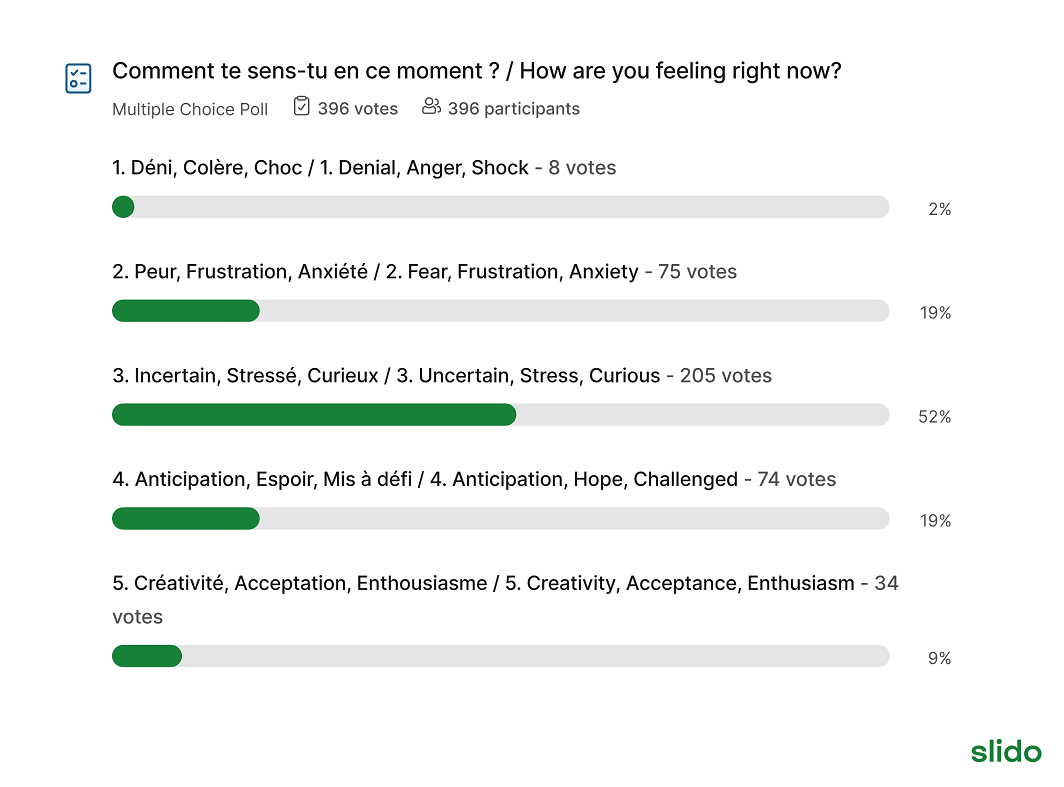 Comment te sens-tu en ce moment ? / How are you feeling right now?
Multiple Choice Poll 396 votes 396 participants
1. Déni, Colère, Choc / 1. Denial, Anger, Shock - 8 votes
2%
2. Peur, Frustration, Anxiété / 2. Fear, Frustration, Anxiety - 75 votes
19%
3. Incertain, Stressé, Curieux / 3. Uncertain, Stress, Curious - 205 votes
52%
4. Anticipation, Espoir, Mis à défi / 4. Anticipation, Hope, Challenged - 74 votes
19%
5. Créativité, Acceptation, Enthousiasme / 5. Creativity, Acceptance, Enthusiasm - 34
votes
9%
slido